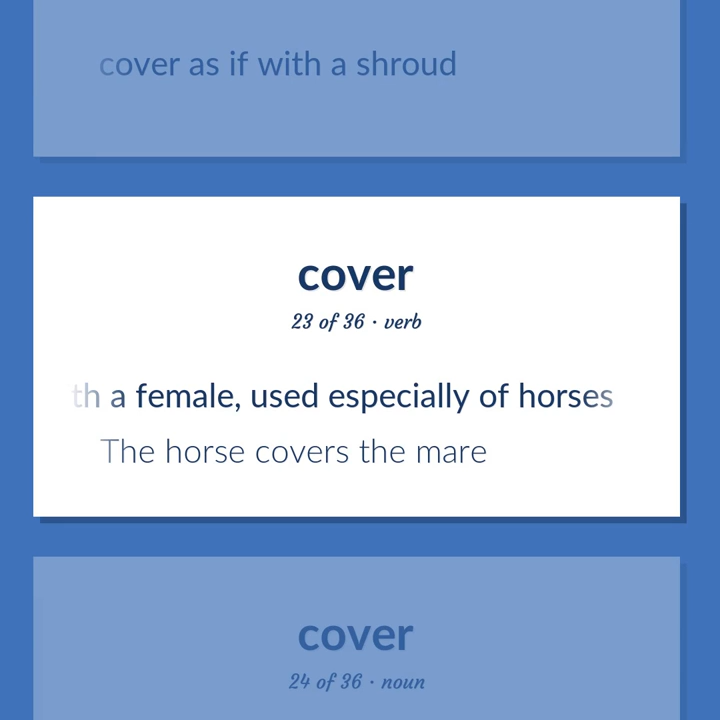 cover as if with a shroud
cover
23 of 36 · verb
th a female, used especially of horses
The horse covers the mare
cover
24 of 36 · noun